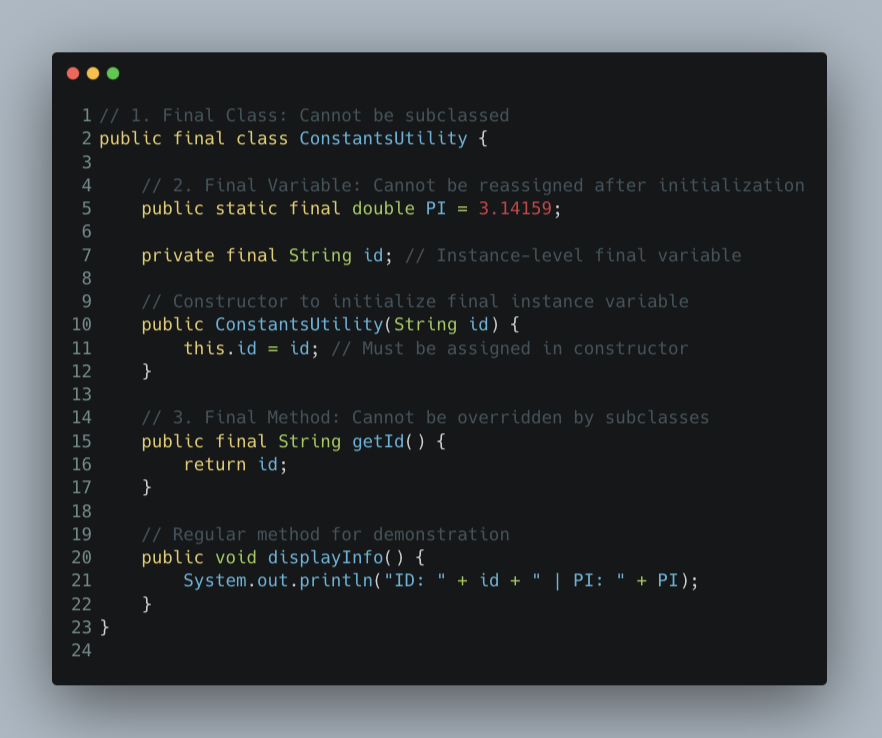 1 // 1. Final Class: Cannot be subclassed
2 public final class ConstantsUtility {
3
4     // 2. Final Variable: Cannot be reassigned after initialization
5     public static final double PI = 3.14159;
6
7     private final String id; // Instance-level final variable
8
9     // Constructor to initialize final instance variable
10     public ConstantsUtility(String id) {
11         this.id = id; // Must be assigned in constructor
12     }
13
14     // 3. Final Method: Cannot be overridden by subclasses
15     public final String getId() {
16         return id;
17     }
18
19     // Regular method for demonstration
20     public void displayInfo() {
21         System.out.println("ID: " + id + " | PI: " + PI);
22     }
23 }
24